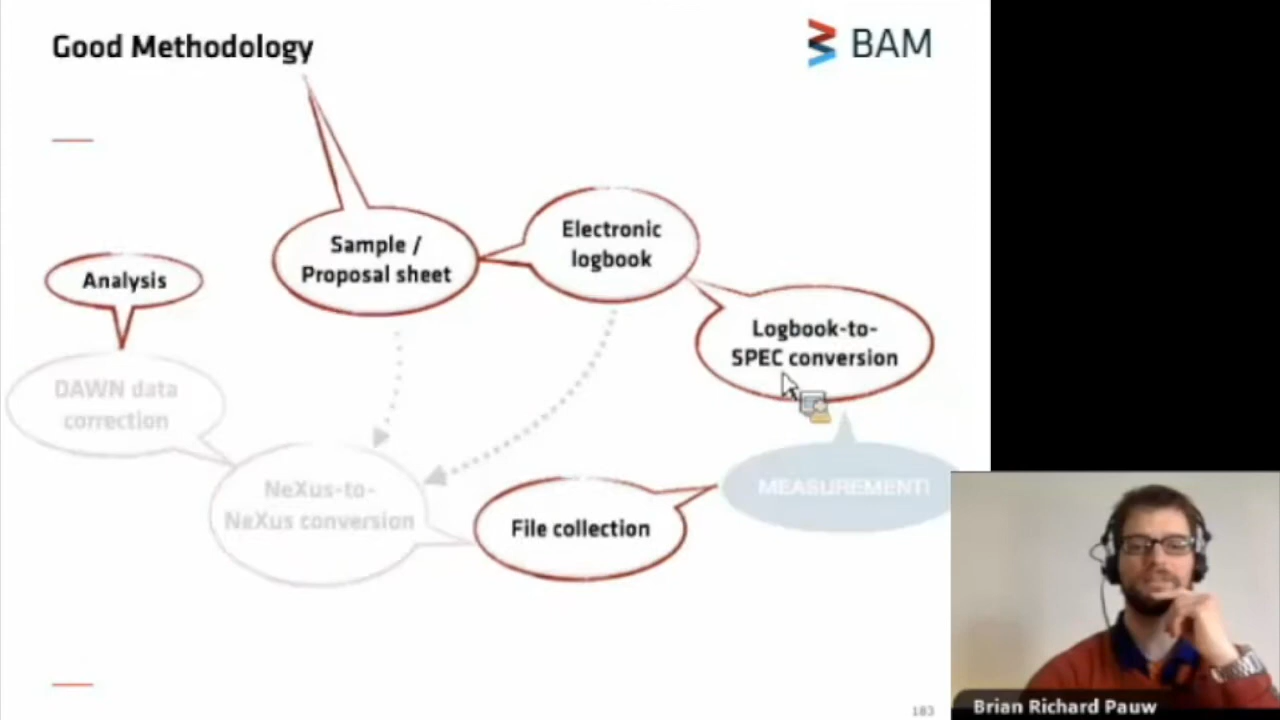 Good Methodology
BAM
Sample /
Proposal sheet
Electronic
logbook
Analysis
Logbook-to-
SPEC conversion
DAWN data
correction
NeXus-to-
NeXus conversion
File collection
MEASUREMENT!
Brian Richard Pauw
183